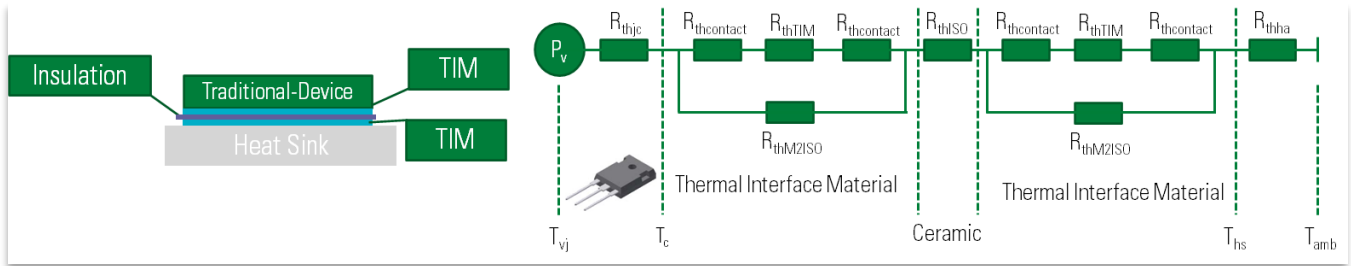 Insulation
Traditional-Device
TIM
TIM
Heat Sink
Pv
Rthjc
Rthcontact
RthTIM
Rthcontact
RthISO
Rthcontact
RthTIM
Rthcontact
Rthha
RthM2ISO
RthM2ISO
Thermal Interface Material
Thermal Interface Material
Tvj
Tc
Ceramic
Ths
Tamb